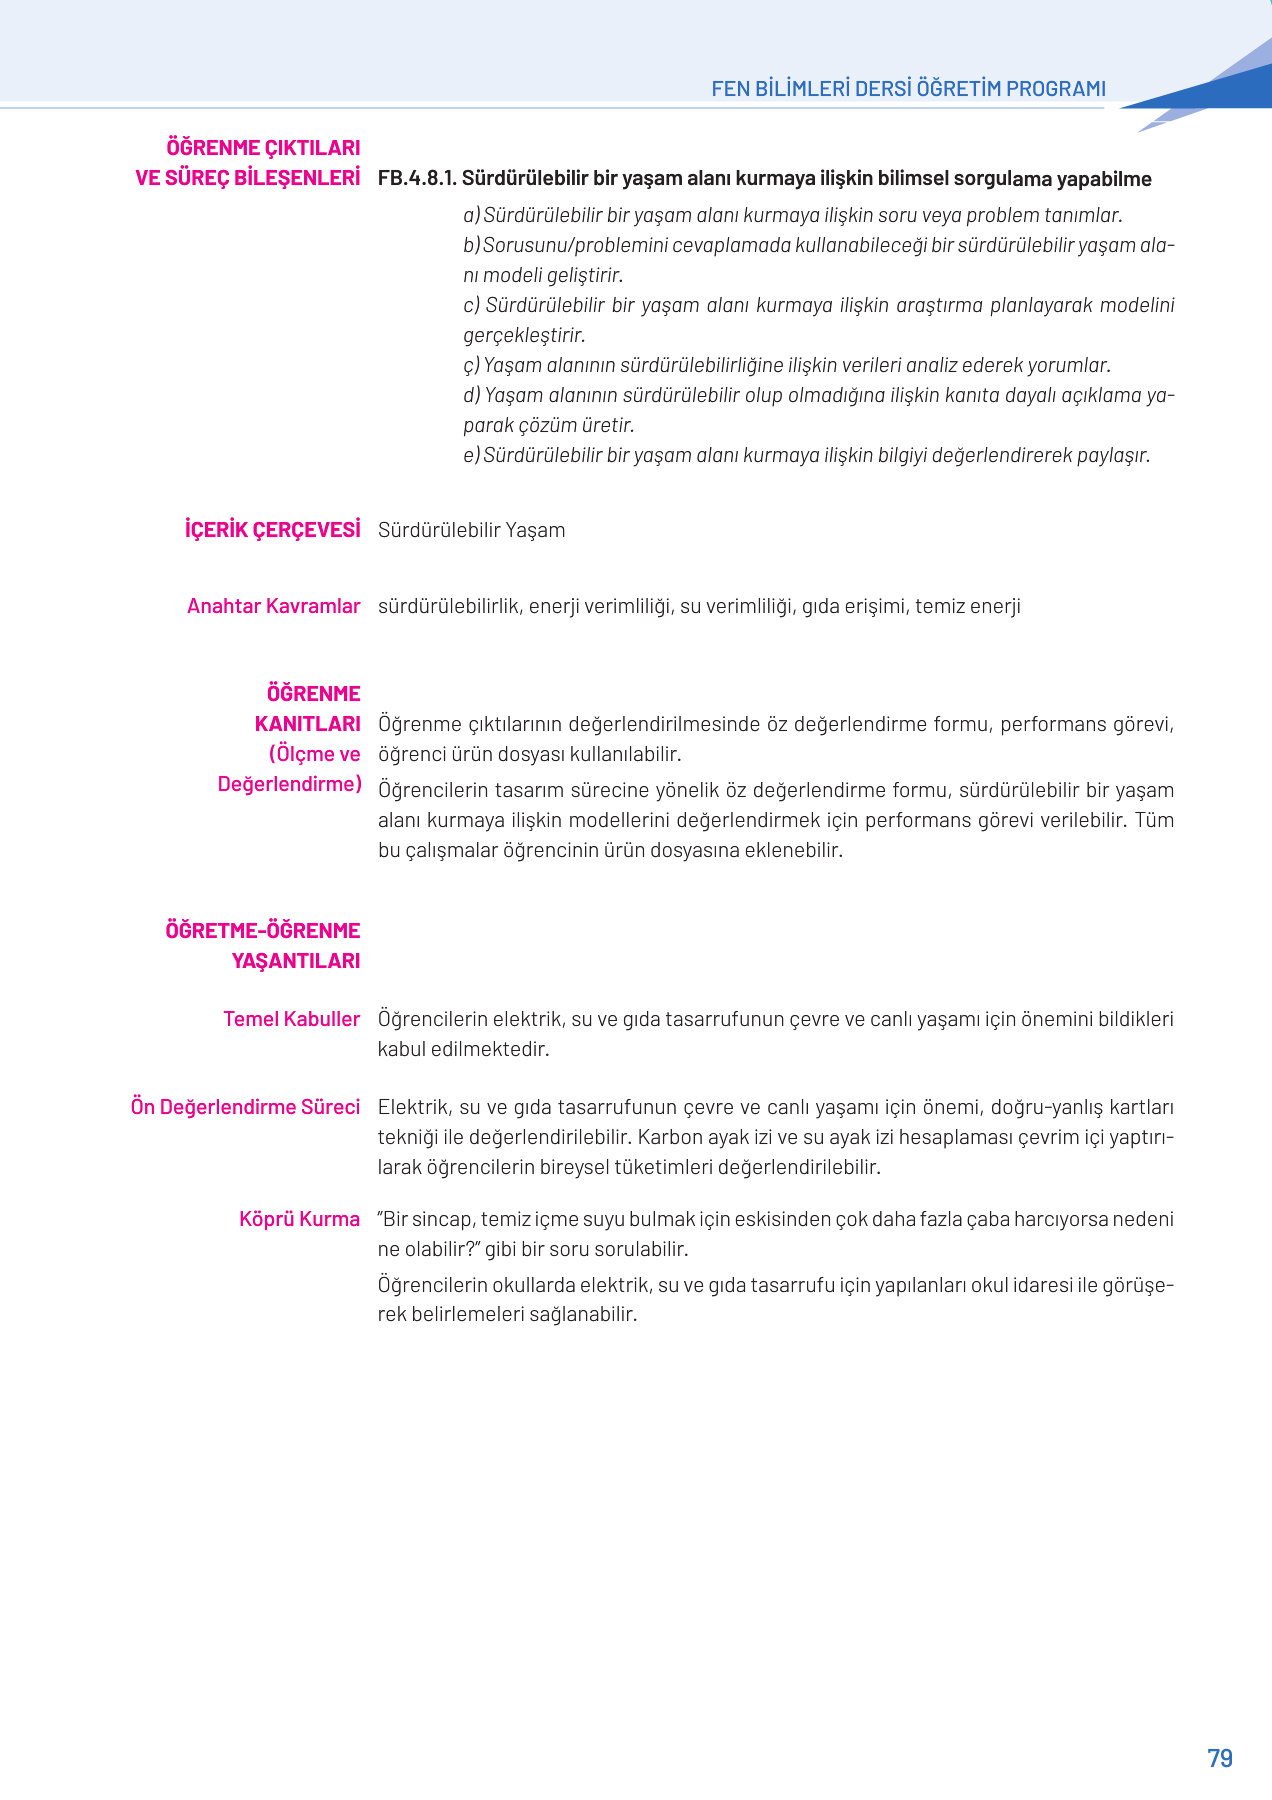 FEN BİLİMLERİ DERSİ ÖĞRETİM PROGRAMI
ÖĞRENME ÇIKTILARI
VE SÜREÇ BİLEŞENLERİ
FB.4.8.1. Sürdürülebilir bir yaşam alanı kurmaya ilişkin bilimsel sorgulama yapabilme
a) Sürdürülebilir bir yaşam alanı kurmaya ilişkin soru veya problem tanımlar.
b) Sorusunu/problemini cevaplamada kullanabileceği bir sürdürülebilir yaşam ala-
nı modeli geliştirir.
c) Sürdürülebilir bir yaşam alanı kurmaya ilişkin araştırma planlayarak modelini
gerçekleştirir.
ç) Yaşam alanının sürdürülebilirliğine ilişkin verileri analiz ederek yorumlar.
d) Yaşam alanının sürdürülebilir olup olmadığına ilişkin kanıta dayalı açıklama ya-
parak çözüm üretir.
e) Sürdürülebilir bir yaşam alanı kurmaya ilişkin bilgiyi değerlendirerek paylaşır.
İÇERİK ÇERÇEVESİ
Sürdürülebilir Yaşam
Anahtar Kavramlar
sürdürülebilirlik, enerji verimliliği, su verimliliği, gıda erişimi, temiz enerji
ÖĞRENME
KANITLARI
(Ölçme ve
Değerlendirme)
Öğrenme çıktılarının değerlendirilmesinde öz değerlendirme formu, performans görevi,
öğrenci ürün dosyası kullanılabilir.
Öğrencilerin tasarım sürecine yönelik öz değerlendirme formu, sürdürülebilir bir yaşam
alanı kurmaya ilişkin modellerini değerlendirmek için performans görevi verilebilir. Tüm
bu çalışmalar öğrencinin ürün dosyasına eklenebilir.
ÖĞRETME-ÖĞRENME
YAŞANTILARI
Temel Kabuller
Öğrencilerin elektrik, su ve gıda tasarrufunun çevre ve canlı yaşamı için önemini bildikleri
kabul edilmektedir.
Ön Değerlendirme Süreci
Elektrik, su ve gıda tasarrufunun çevre ve canlı yaşamı için önemi, doğru-yanlış kartları
tekniği ile değerlendirilebilir. Karbon ayak izi ve su ayak izi hesaplaması çevrim içi yaptırı-
larak öğrencilerin bireysel tüketimleri değerlendirilebilir.
Köprü Kurma
"Bir sincap, temiz içme suyu bulmak için eskisinden çok daha fazla çaba harcıyorsa nedeni
ne olabilir?" gibi bir soru sorulabilir.
Öğrencilerin okullarda elektrik, su ve gıda tasarrufu için yapılanları okul idaresi ile görüşe-
rek belirlemeleri sağlanabilir.
79